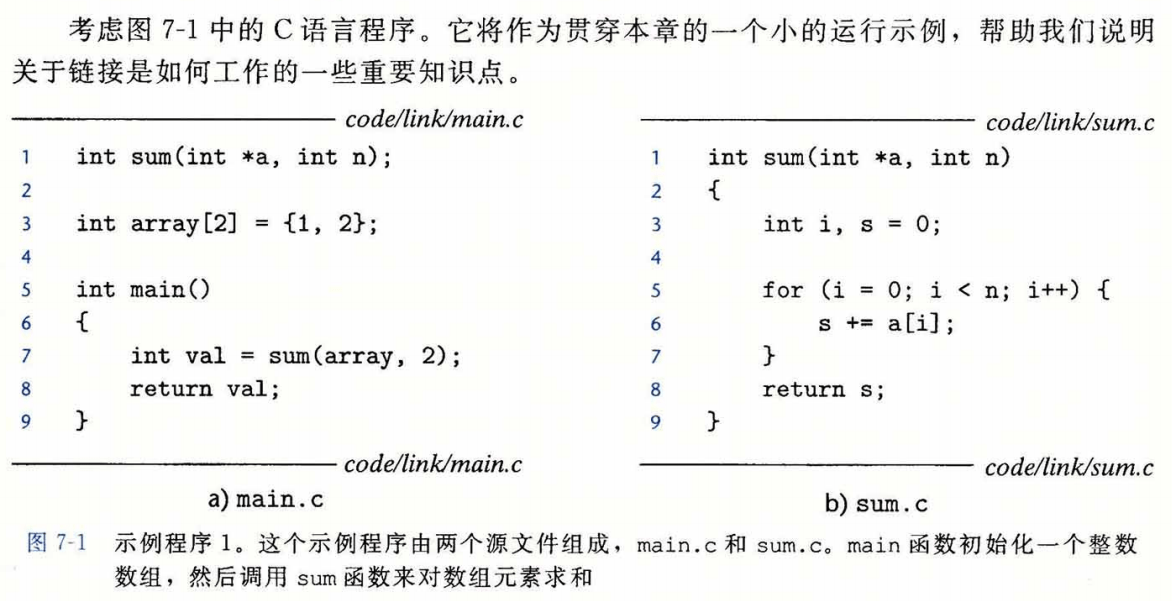 考虑图 7-1 中的 C 语言程序。它将作为贯穿本章的一个小的运行示例，帮助我们说明
关于链接是如何工作的一些重要知识点。
code/link/main.c
1 int sum(int *a, int n);
2
3 int array[2] = {1, 2};
4
5 int main()
6 {
7     int val = sum(array, 2);
8     return val;
9 }
code/link/main.c
a) main.c
code/link/sum.c
1 int sum(int *a, int n)
2 {
3     int i, s = 0;
4
5     for (i = 0; i < n; i++) {
6         s += a[i];
7     }
8     return s;
9 }
code/link/sum.c
b) sum.c
图 7-1 示例程序 1。这个示例程序由两个源文件组成，main.c 和 sum.c。main 函数初始化一个整数
数组，然后调用 sum 函数来对数组元素求和